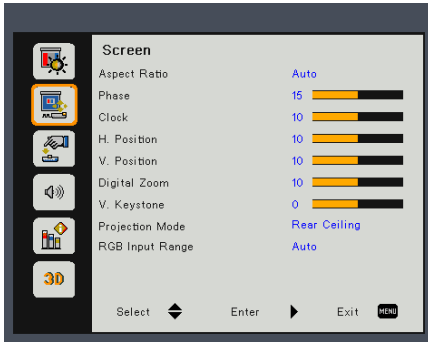 Screen
Aspect Ratio Auto
Phase 15
Clock 10
H. Position 10
V. Position 10
Digital Zoom 10
V. Keystone 0
Projection Mode Rear Ceiling
RGB Input Range Auto
3D
Select Enter Exit MENU